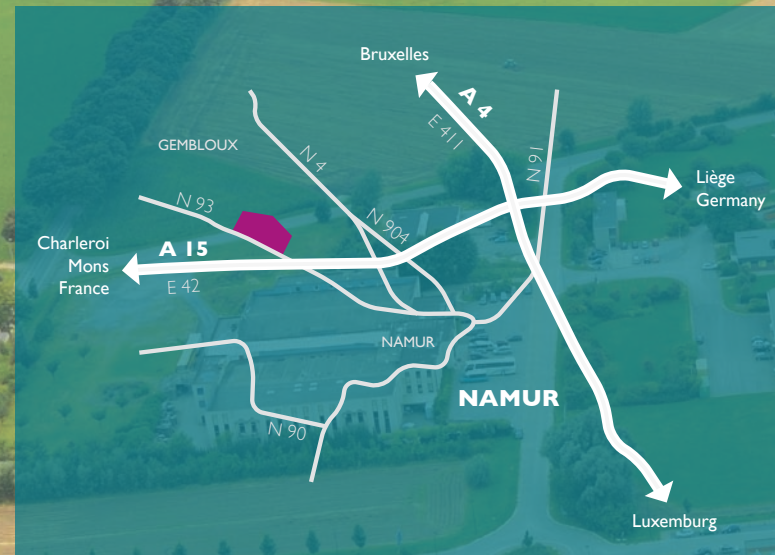 Bruxelles
A 4
E 411
GEMBLOUX
N 4
N 91
N 93
N 904
Liège
Germany
Charleroi
Mons
France
A 15
E 42
NAMUR
NAMUR
N 90
Luxemburg